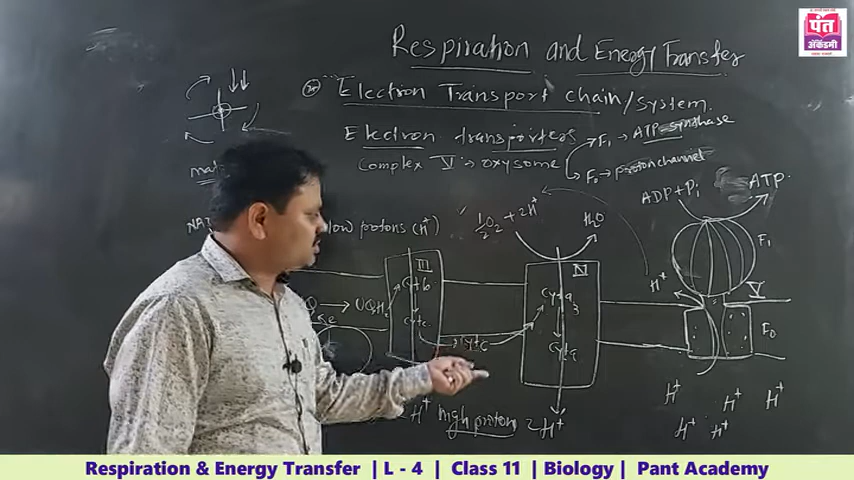 Respiration and Energy Transfer
Electron Transport chain/system.
Electron transporters
Complex V → oxysome
F₁ → ATP-synthase
F₀ → Proton channel
ADP+Pi
ATP
low protons (H⁺)
½O₂ + 2H⁺
H₂O
III
IV
V
F₁
F₀
H⁺
→ UQH₂
cyt b
cyt c₁
cyt c
cyt a₃
cyt a
H⁺ high proton 2H⁺
H⁺ H⁺ H⁺
H⁺ H⁺
पंत
अ‍ॅकॅडमी
Respiration & Energy Transfer | L - 4 | Class 11 | Biology | Pant Academy